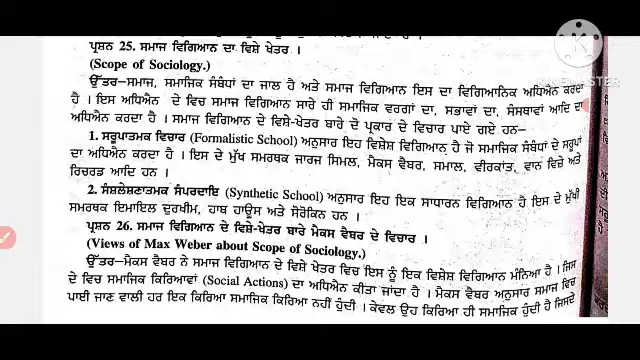 ਪ੍ਰਸ਼ਨ 25. ਸਮਾਜ ਵਿਗਿਆਨ ਦਾ ਵਿਸ਼ੇ ਖੇਤਰ ।
(Scope of Sociology.)
ਉੱਤਰ—ਸਮਾਜ, ਸਮਾਜਿਕ ਸੰਬੰਧਾਂ ਦਾ ਜਾਲ ਹੈ ਅਤੇ ਸਮਾਜ ਵਿਗਿਆਨ ਇਸ ਦਾ ਵਿਗਿਆਨਿਕ ਅਧਿਐਨ ਕਰਦਾ
ਹੈ । ਇਸ ਅਧਿਐਨ ਦੇ ਵਿਚ ਸਮਾਜ ਵਿਗਿਆਨ ਸਾਰੇ ਹੀ ਸਮਾਜਿਕ ਵਰਗਾਂ ਦਾ, ਸਭਾਵਾਂ ਦਾ, ਸੰਸਥਾਵਾਂ ਆਦਿ ਦਾ
ਅਧਿਐਨ ਕਰਦਾ ਹੈ । ਸਮਾਜ ਵਿਗਿਆਨ ਦੇ ਵਿਸ਼ੇ-ਖੇਤਰ ਬਾਰੇ ਦੋ ਪ੍ਰਕਾਰ ਦੇ ਵਿਚਾਰ ਪਾਏ ਗਏ ਹਨ—
1. ਸਰੂਪਾਤਮਕ ਵਿਚਾਰ (Formalistic School) ਅਨੁਸਾਰ ਇਹ ਵਿਸ਼ੇਸ਼ ਵਿਗਿਆਨ ਹੈ ਜੋ ਸਮਾਜਿਕ ਸੰਬੰਧਾਂ ਦੇ ਸਰੂਪਾਂ
ਦਾ ਅਧਿਐਨ ਕਰਦਾ ਹੈ । ਇਸ ਦੇ ਮੁੱਖ ਸਮਰਥਕ ਜਾਰਜ ਸਿਮਲ, ਮੈਕਸ ਵੈਬਰ, ਸਮਾਲ, ਵੀਰਕਾਂਤ, ਵਾਨ ਵਿਜ਼ੇ ਅਤੇ
ਰਿਚਰਡ ਆਦਿ ਹਨ ।
2. ਸੰਸ਼ਲੇਸ਼ਣਾਤਮਕ ਸੰਪਰਦਾਇ (Synthetic School) ਅਨੁਸਾਰ ਇਹ ਇਕ ਸਾਧਾਰਨ ਵਿਗਿਆਨ ਹੈ ਇਸ ਦੇ ਮੁੱਖੀ
ਸਮਰਥਕ ਇਮਾਇਲ ਦੁਰਖੀਮ, ਹਾਬ ਹਾਊਸ ਅਤੇ ਸੋਰੋਕਿਨ ਹਨ ।
ਪ੍ਰਸ਼ਨ 26. ਸਮਾਜ ਵਿਗਿਆਨ ਦੇ ਵਿਸ਼ੇ-ਖੇਤਰ ਬਾਰੇ ਮੈਕਸ ਵੈਬਰ ਦੇ ਵਿਚਾਰ ।
(Views of Max Weber about Scope of Sociology.)
ਉੱਤਰ—ਮੈਕਸ ਵੈਬਰ ਨੇ ਸਮਾਜ ਵਿਗਿਆਨ ਦੇ ਵਿਸ਼ੇ ਖੇਤਰ ਵਿਚ ਇਸ ਨੂੰ ਇਕ ਵਿਸ਼ੇਸ਼ ਵਿਗਿਆਨ ਮੰਨਿਆ ਹੈ । ਜਿਸ
ਦੇ ਵਿਚ ਸਮਾਜਿਕ ਕਿਰਿਆਵਾਂ (Social Actions) ਦਾ ਅਧਿਐਨ ਕੀਤਾ ਜਾਂਦਾ ਹੈ । ਮੈਕਸ ਵੈਬਰ ਅਨੁਸਾਰ ਸਮਾਜ ਵਿਚ
ਪਾਈ ਜਾਣ ਵਾਲੀ ਹਰ ਇਕ ਕਿਰਿਆ ਸਮਾਜਿਕ ਕਿਰਿਆ ਨਹੀਂ ਹੁੰਦੀ । ਕੇਵਲ ਉਹ ਕਿਰਿਆ ਹੀ ਸਮਾਜਿਕ ਹੁੰਦੀ ਹੈ ਜਿਸਦੇ
KINEMASTER